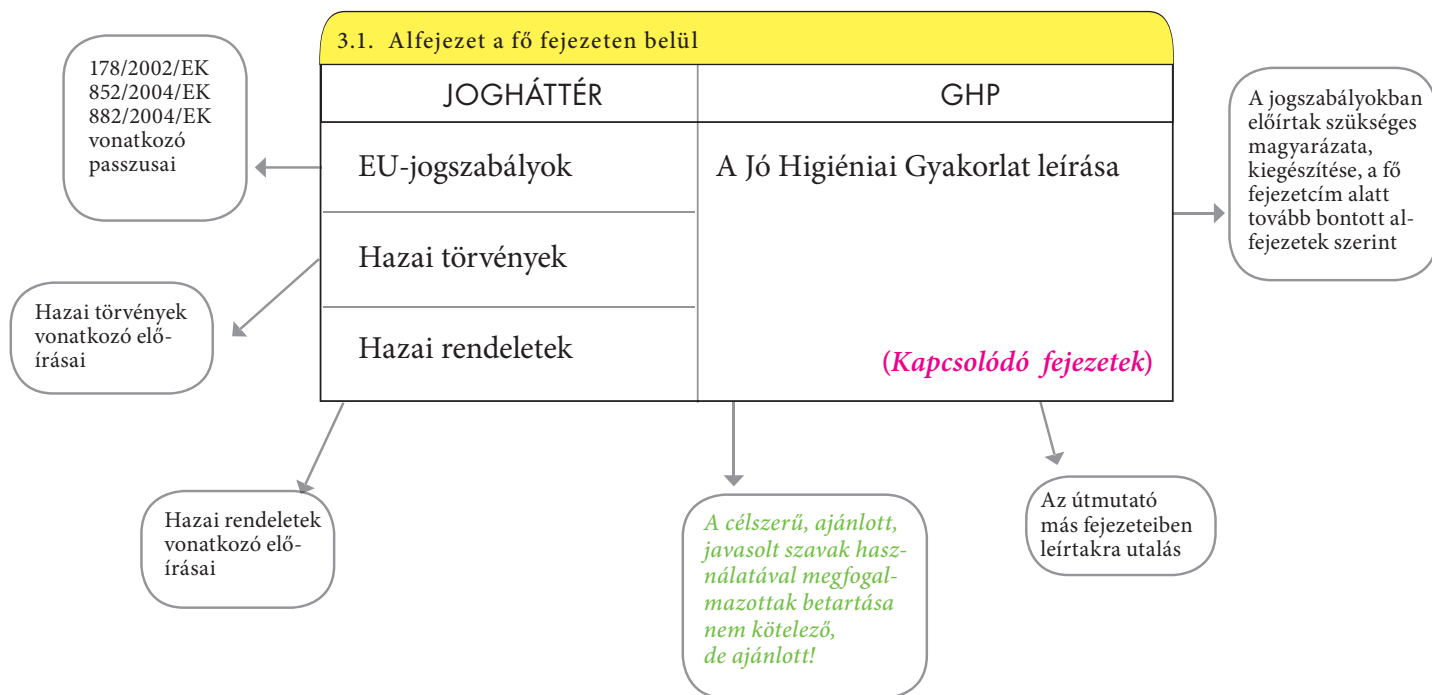 3.1. Alfejezet a fő fejezeten belül
178/2002/EK
852/2004/EK
882/2004/EK
vonatkozó
passzusai
JOGHÁTTÉR
GHP
EU-jogszabályok
A Jó Higiéniai Gyakorlat leírása
A jogszabályokban
előírtak szükséges
magyarázata,
kiegészítése, a fő
fejezetcím alatt
tovább bontott al-
fejezetek szerint
Hazai törvények
Hazai törvények
vonatkozó elő-
írásai
Hazai rendeletek
(Kapcsolódó fejezetek)
Hazai rendeletek
vonatkozó elő-
írásai
A célszerű, ajánlott,
javasolt szavak hasz-
nálatával megfogal-
mazottak betartása
nem kötelező,
de ajánlott!
Az útmutató
más fejezeteiben
leírtakra utalás